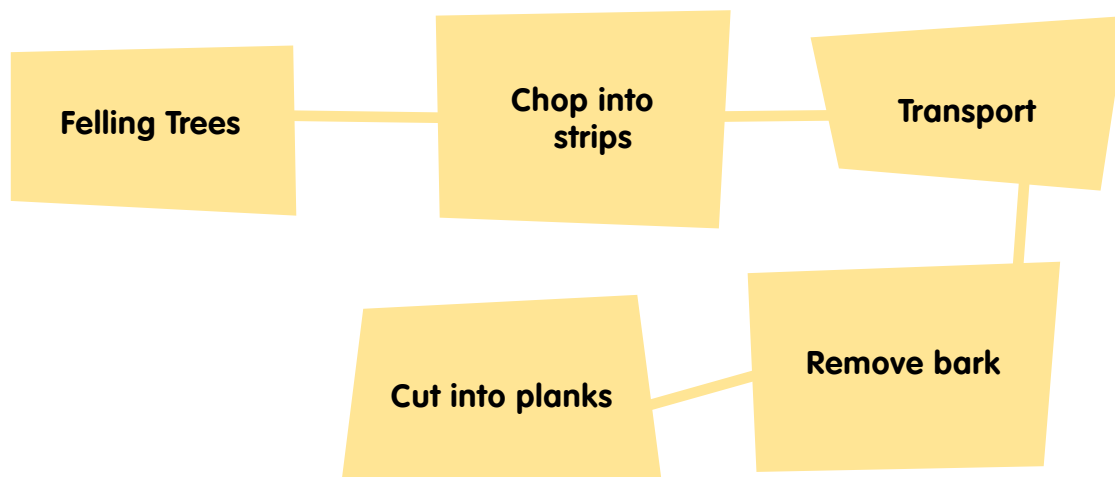 Felling Trees
Chop into
strips
Transport
Remove bark
Cut into planks